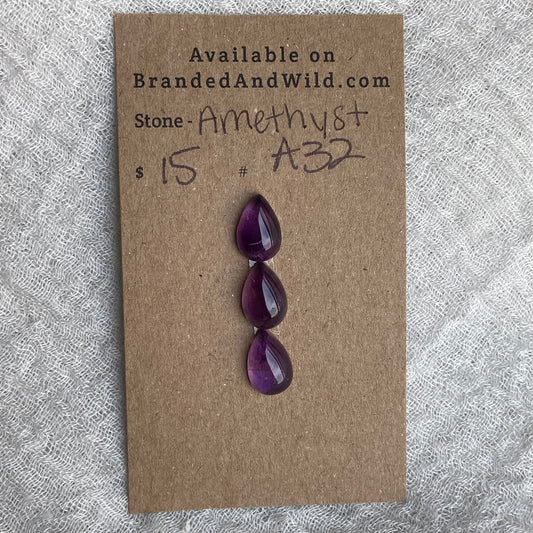 Available on
BrandedAndWild.com
Stone - Amethyst
$ 15 # A32